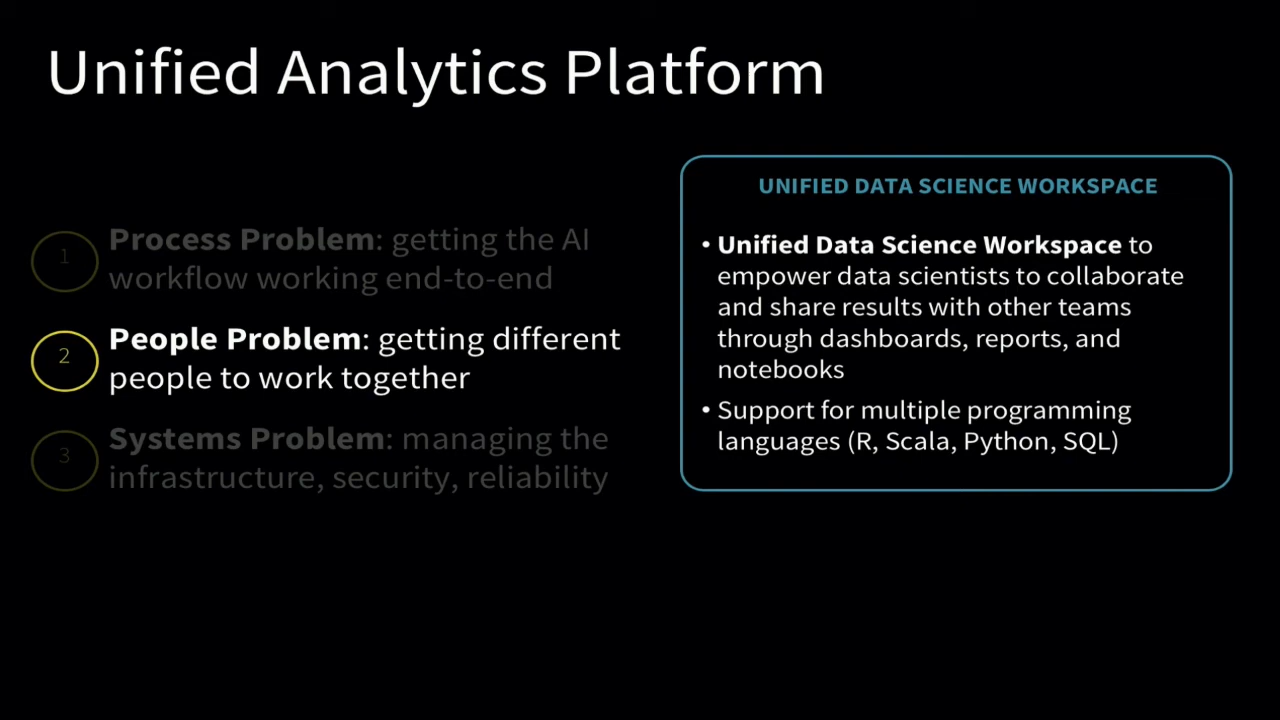 Unified Analytics Platform
1
Process Problem: getting the AI
workflow working end-to-end
2
People Problem: getting different
people to work together
3
Systems Problem: managing the
infrastructure, security, reliability
UNIFIED DATA SCIENCE WORKSPACE
• Unified Data Science Workspace to
empower data scientists to collaborate
and share results with other teams
through dashboards, reports, and
notebooks
• Support for multiple programming
languages (R, Scala, Python, SQL)